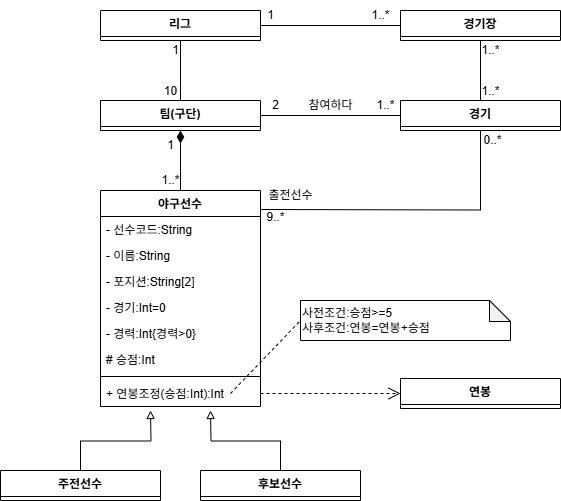 리그
1
1..*
경기장
1
1..*
10
1..*
팀(구단)
2
참여하다
1..*
경기
1
0..*
1..*
출전선수
야구선수
9..*
- 선수코드:String
- 이름:String
- 포지션:String[2]
- 경기:Int=0
- 경력:Int{경력>0}
# 승점:Int
+ 연봉조정(승점:Int):Int
사전조건:승점>=5
사후조건:연봉=연봉+승점
연봉
주전선수
후보선수